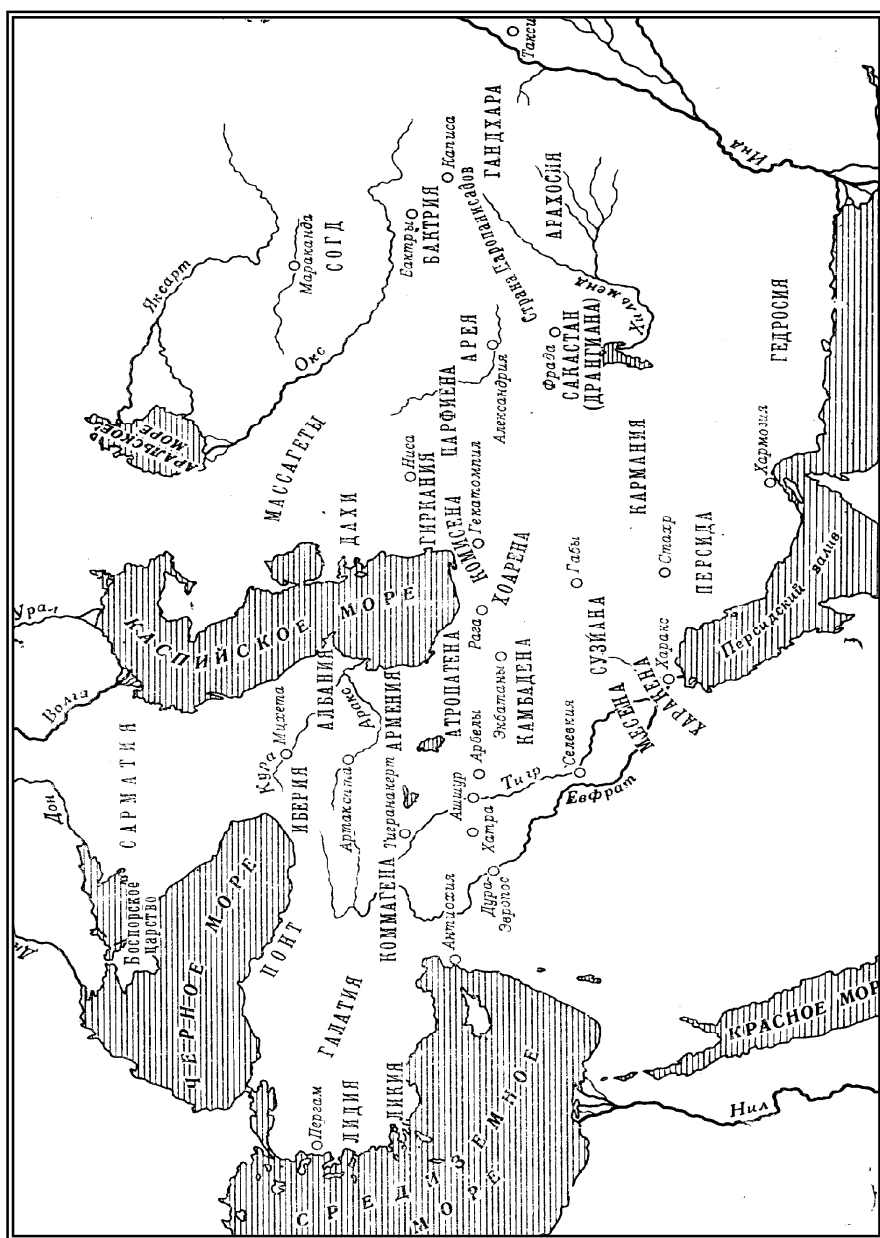 Дн
Боспорское
царство
Дон
САРМАТИЯ
Волга
Урал
ЧЕРНОЕ МОРЕ
КАСПИЙСКОЕ МОРЕ
АРАЛЬСКОЕ
МОРЕ
Яксарт
МАССАГЕТЫ
Окс
Мараканда
СОГД
ПОНТ
ИБЕРИЯ
Кура
Мцхета
АЛБАНИЯ
Аракс
ДАХИ
Пергам
ГАЛАТИЯ
Артаксата
ЛИДИЯ
ЛИКИЯ
КОММАГЕНА
Тигранакерт
АРМЕНИЯ
ГИРКАНИЯ
Ниса
ПАРФИЕНА
АРЕЯ
Бактры
БАКТРИЯ
Каписа
Антиохия
Ашшур
Арбелы
АТРОПАТЕНА
Рага
КОМИСЕНА
Гекатомпил
Александрия
Страна Паропанисадов
ГАНДХАРА
Такси
Дура-
Эвропос
Хатра
Тигр
Экбатаны
КАМБАДЕНА
ХОАРЕНА
Фрада
САКАСТАН
(ДРАНГИАНА)
Хильменд
АРАХОСИЯ
СРЕДИЗЕМНОЕ
МОРЕ
Евфрат
Селевкия
СУЗИАНА
Габы
КАРМАНИЯ
МЕСЕНА
ХАРАКЕНА
Харакс
Стахр
ПЕРСИДА
Хармозия
ГЕДРОСИЯ
Инд
Нил
КРАСНОЕ МОР
Персидский залив